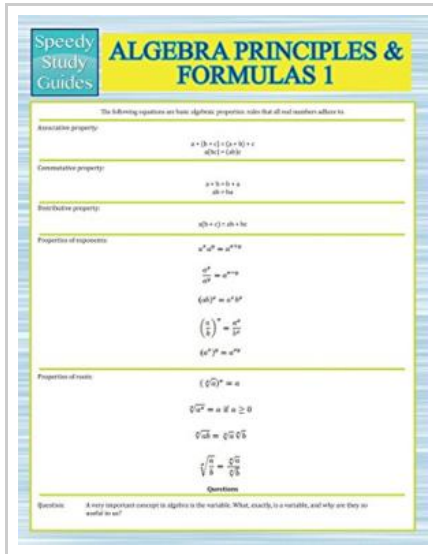 Speedy
Study
Guides
ALGEBRA PRINCIPLES &
FORMULAS 1
The following equations are basic algebraic properties rules that all real numbers adhere to.
Associative property:
a + (b + c) = (a + b) + c
a(bc) = (ab)c
Commutative property:
a + b = b + a
ab = ba
Distributive property:
a(b + c) = ab + bc
Properties of exponents:
Properties of roots:
Questions
Question: A very important concept in algebra is the variable. What, exactly, is a variable, and why are they so
useful to us?